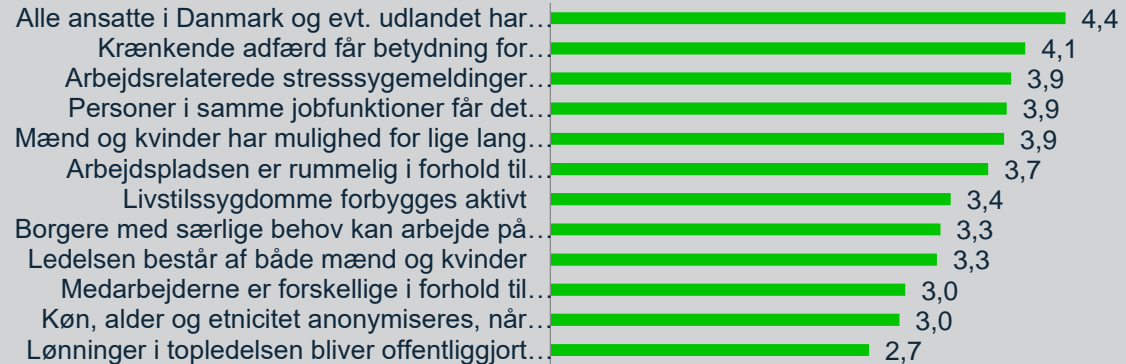 Alle ansatte i Danmark og evt. udlandet har… 4,4
Krænkende adfærd får betydning for… 4,1
Arbejdsrelaterede stresssygemeldinger… 3,9
Personer i samme jobfunktioner får det… 3,9
Mænd og kvinder har mulighed for lige lang… 3,9
Arbejdspladsen er rummelig i forhold til… 3,7
Livstilssygdomme forbygges aktivt 3,4
Borgere med særlige behov kan arbejde på… 3,3
Ledelsen består af både mænd og kvinder 3,3
Medarbejderne er forskellige i forhold til… 3,0
Køn, alder og etnicitet anonymiseres, når… 3,0
Lønninger i topledelsen bliver offentliggjort… 2,7